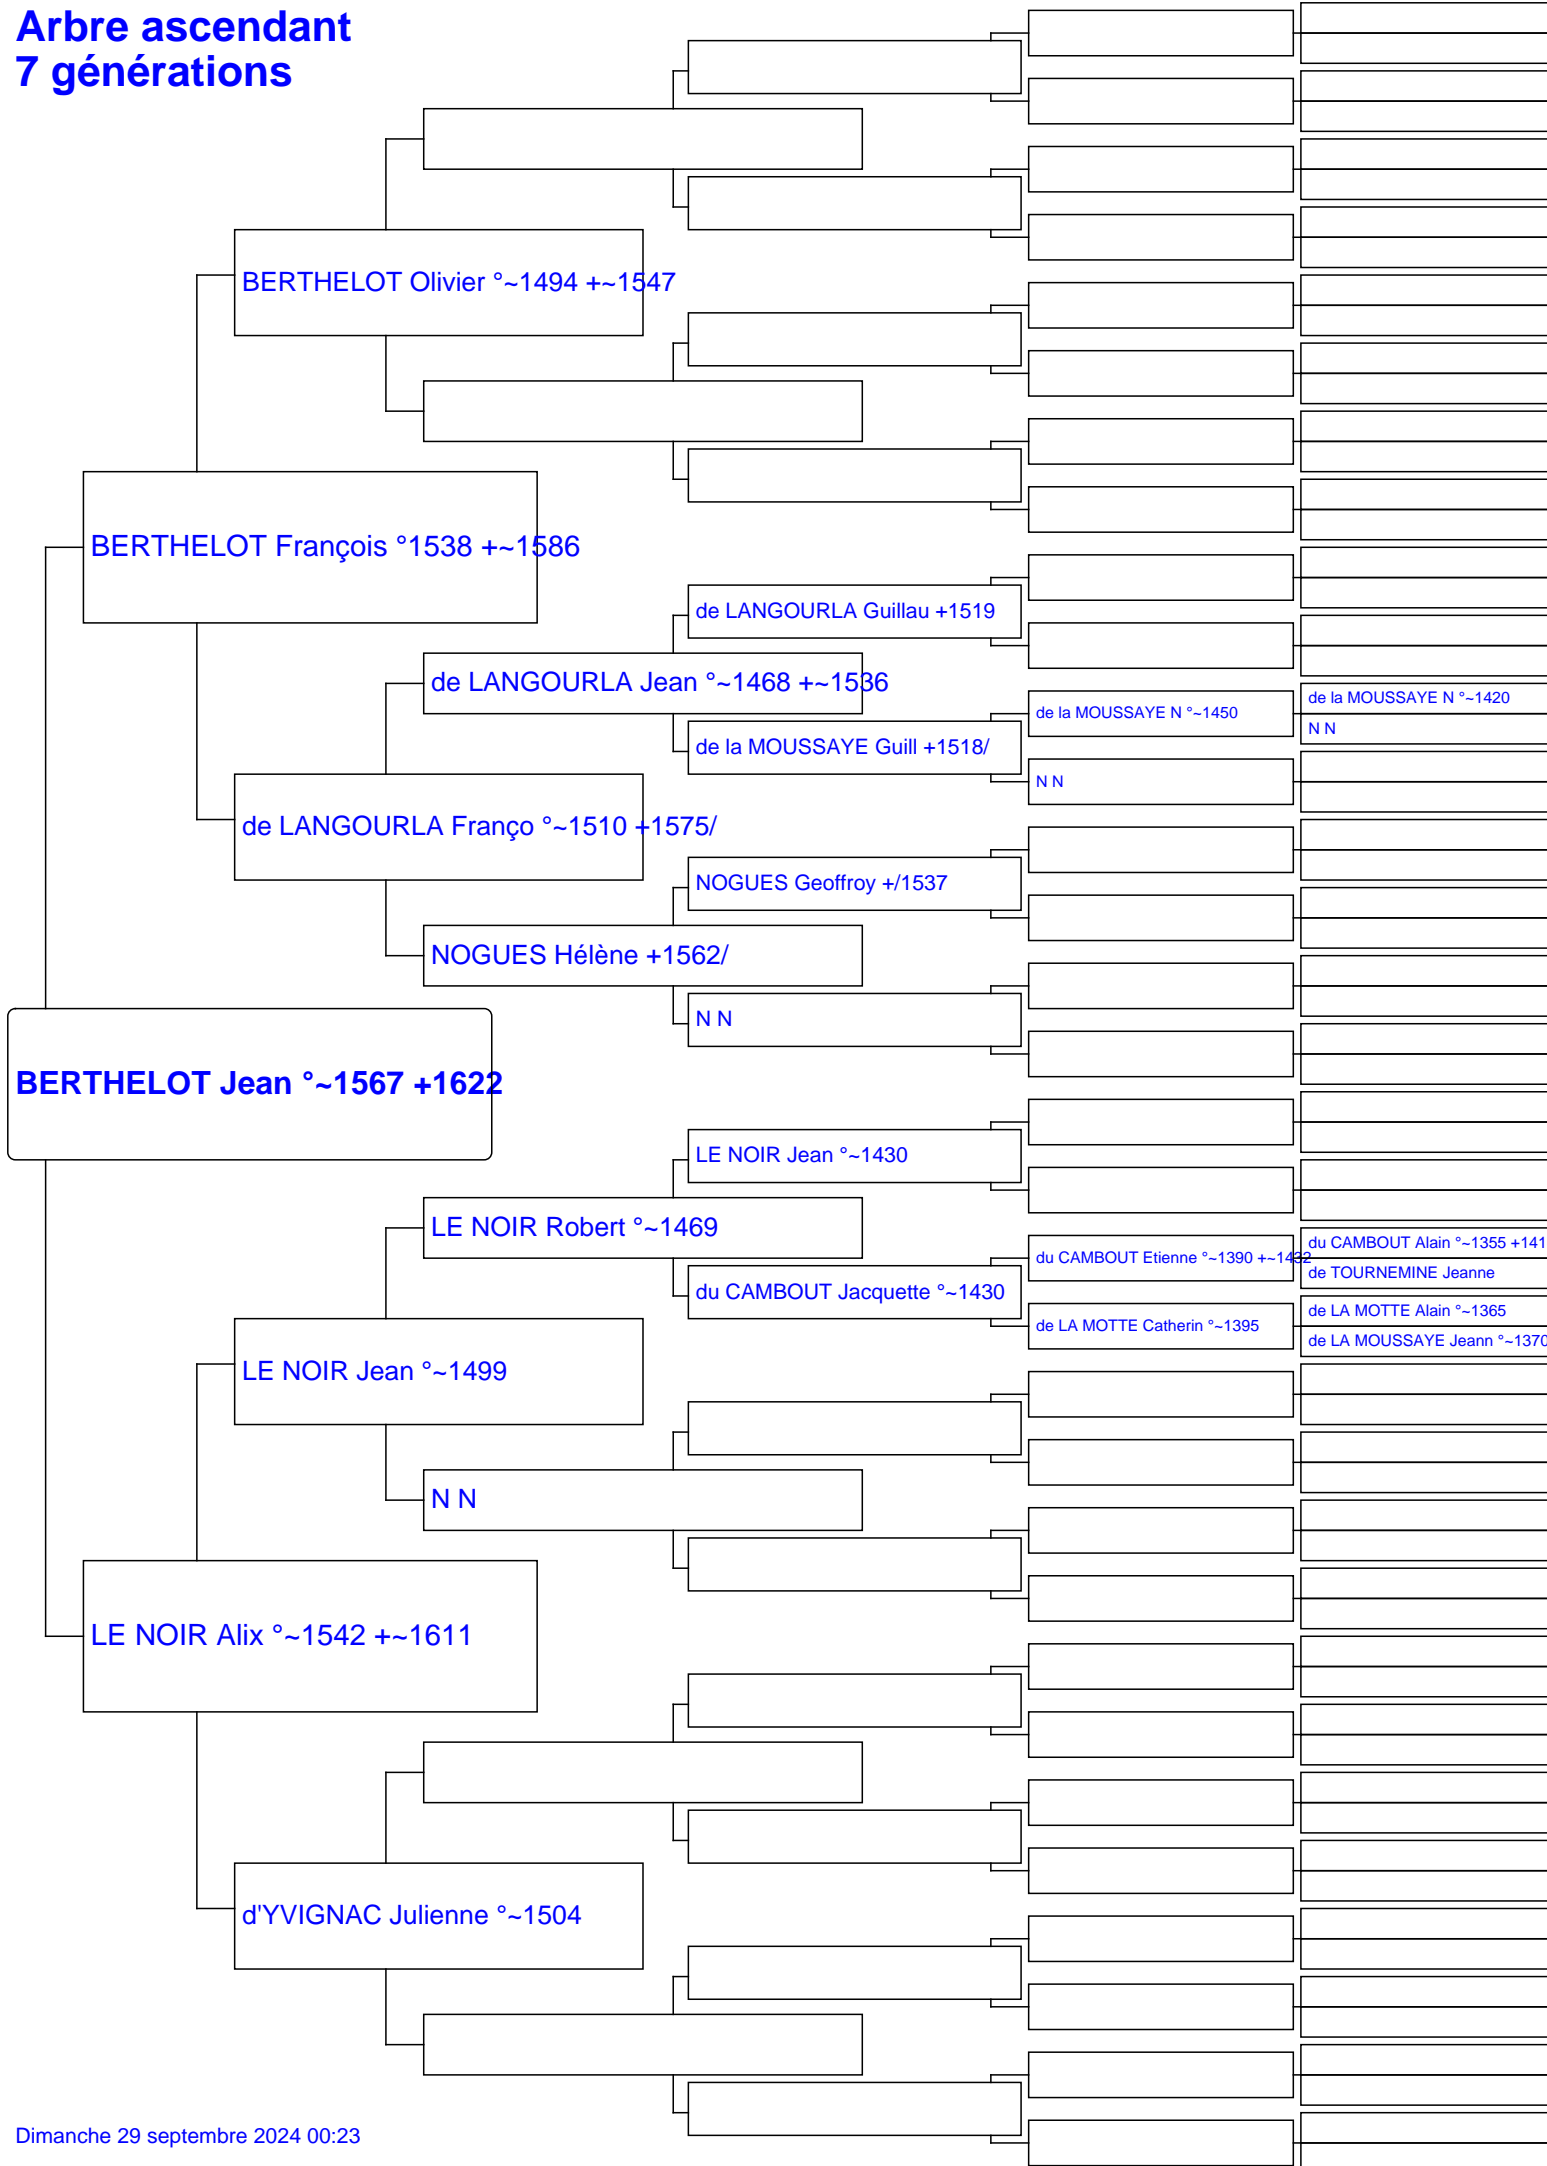 Arbre ascendant
7 générations
BERTHELOT Olivier °~1494 +~1547
BERTHELOT François °1538 +~1586
de LANGOURLA Guillau +1519
de LANGOURLA Jean °~1468 +~1536
de la MOUSSAYE N °~1450
de la MOUSSAYE N °~1420
N N
de la MOUSSAYE Guill +1518/
N N
de LANGOURLA Franço °~1510 +1575/
NOGUES Geoffroy +/1537
NOGUES Hélène +1562/
N N
BERTHELOT Jean °~1567 +1622
LE NOIR Jean °~1430
LE NOIR Robert °~1469
du CAMBOUT Etienne °~1390 +~1432
du CAMBOUT Alain °~1355 +141
de TOURNEMINE Jeanne
du CAMBOUT Jacquette °~1430
de LA MOTTE Catherin °~1395
de LA MOTTE Alain °~1365
de LA MOUSSAYE Jeann °~1370
LE NOIR Jean °~1499
N N
LE NOIR Alix °~1542 +~1611
d'YVIGNAC Julienne °~1504
Dimanche 29 septembre 2024 00:23